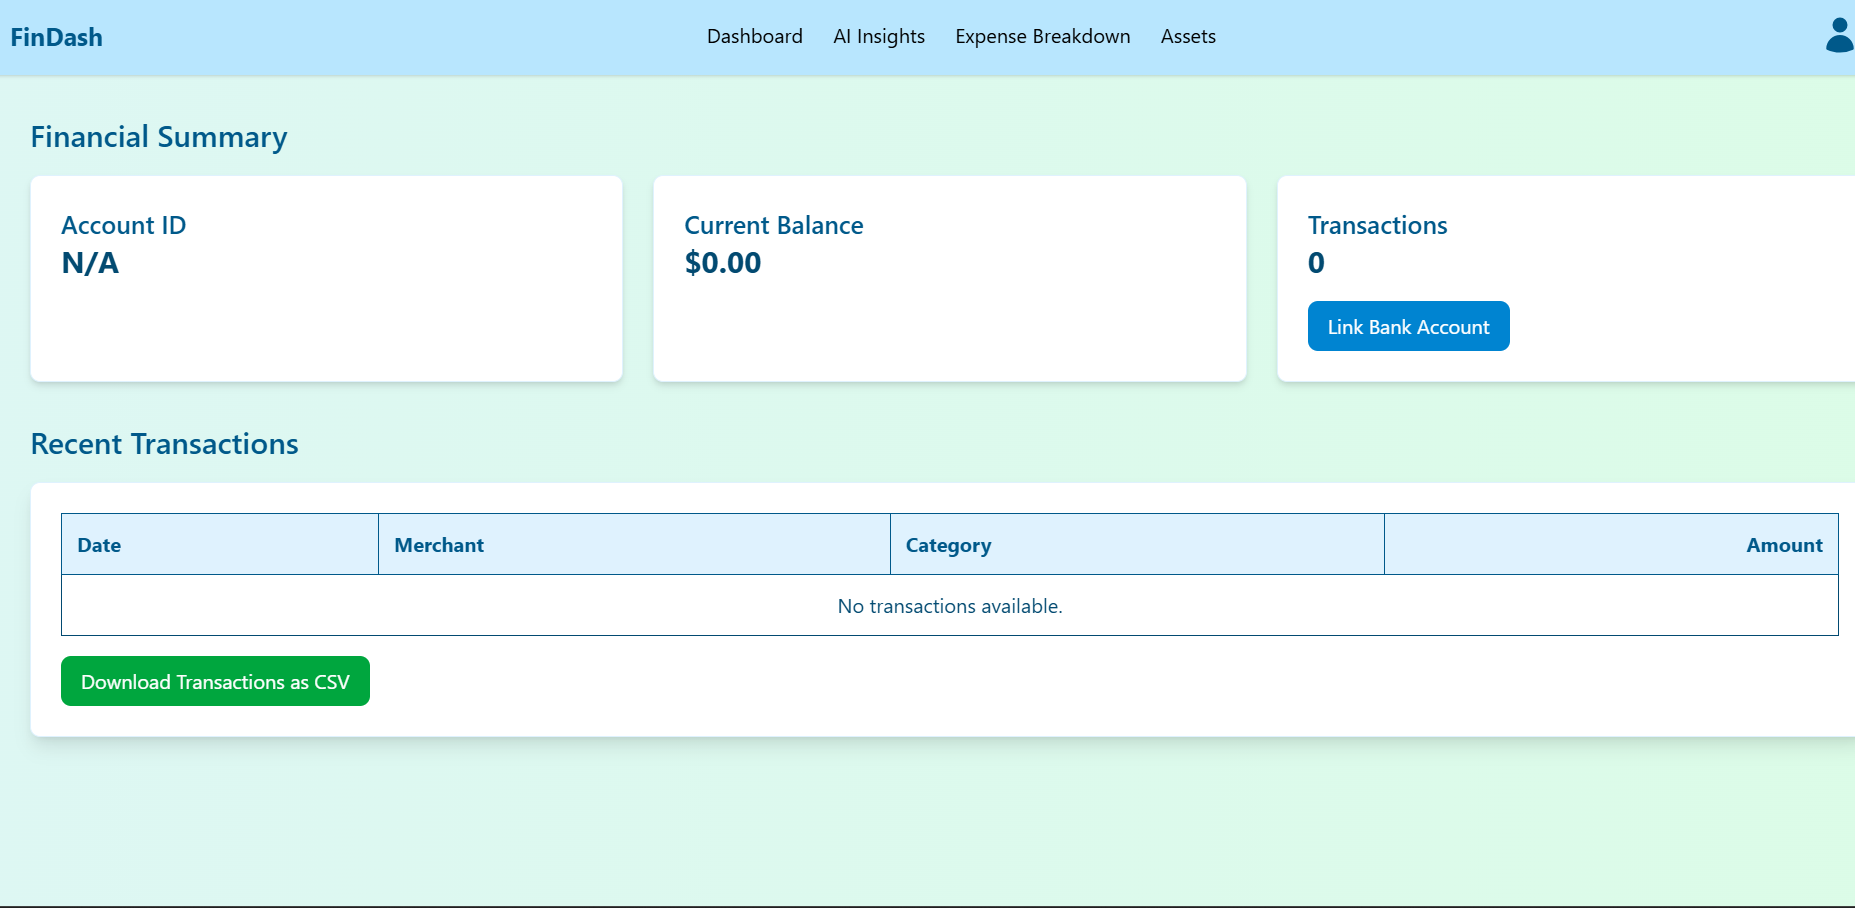 FinDash
Dashboard AI Insights Expense Breakdown Assets
Financial Summary
Account ID
N/A
Current Balance
$0.00
Transactions
0
Link Bank Account
Recent Transactions
Date Merchant Category Amount
No transactions available.
Download Transactions as CSV